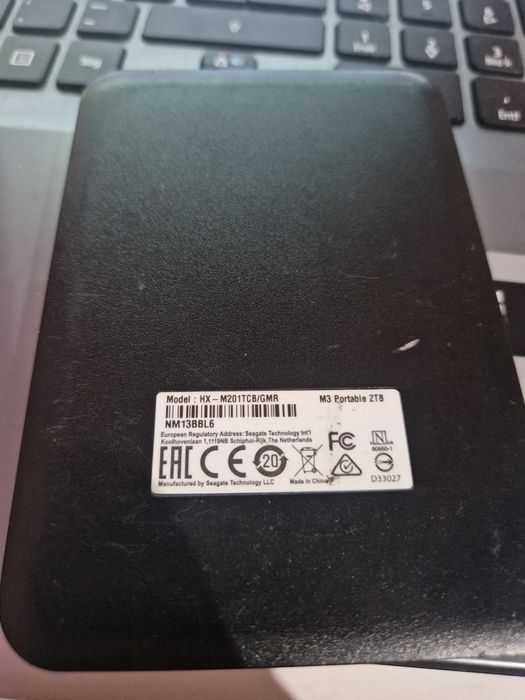 Model : HX - M201TCB/GMR M3 Portable 2TB
NM13BBL6
European Regulatory Address: Seagate Technology Int'l
Koolhovenlaan 1,1119NB Schiphol-Rijk,The Netherlands
EAC CE 20 FC N
60950-1
D33027
Manufactured by Seagate Technology LLC Made in China